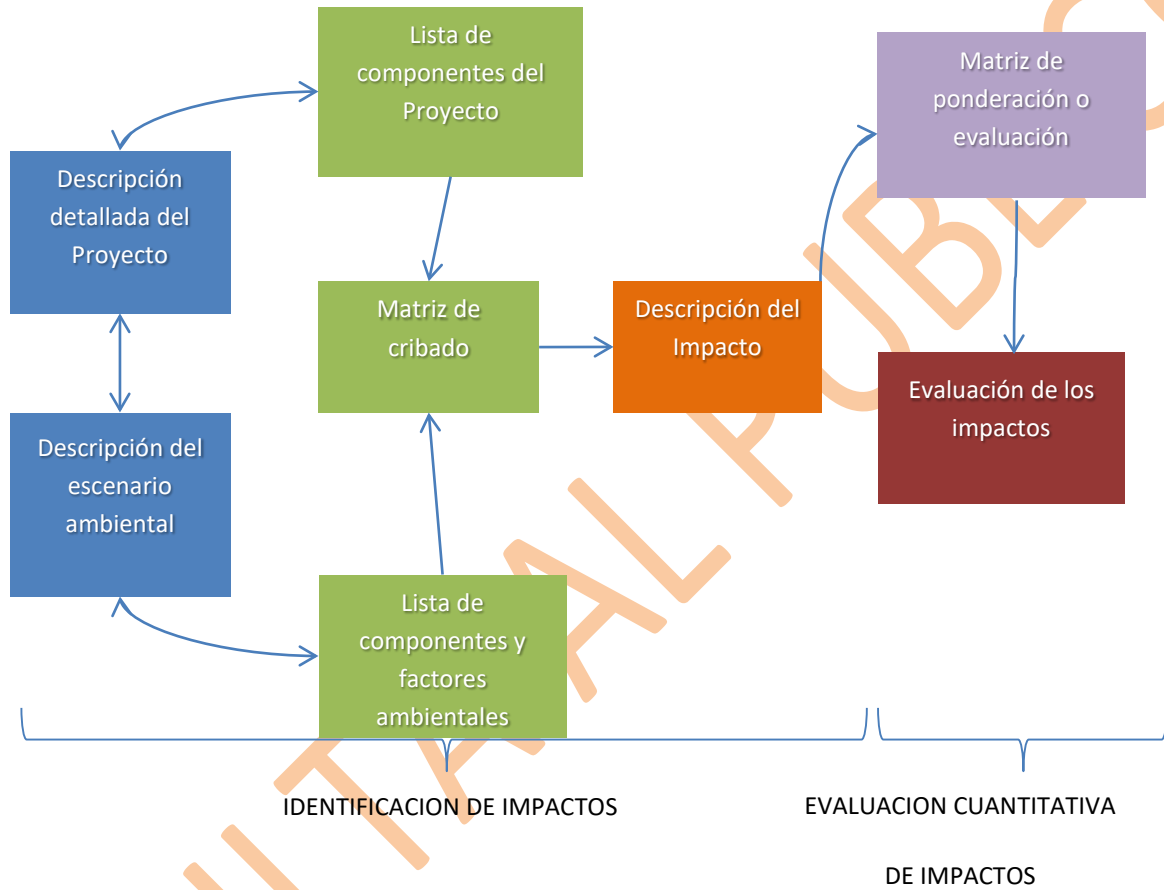 Lista de
componentes del
Proyecto
Matriz de
ponderación o
evaluación
Descripción
detallada del
Proyecto
Matriz de
cribado
Descripción del
Impacto
Evaluación de los
impactos
Descripción del
escenario
ambiental
Lista de
componentes y
factores
ambientales
IDENTIFICACION DE IMPACTOS
EVALUACION CUANTITATIVA
DE IMPACTOS